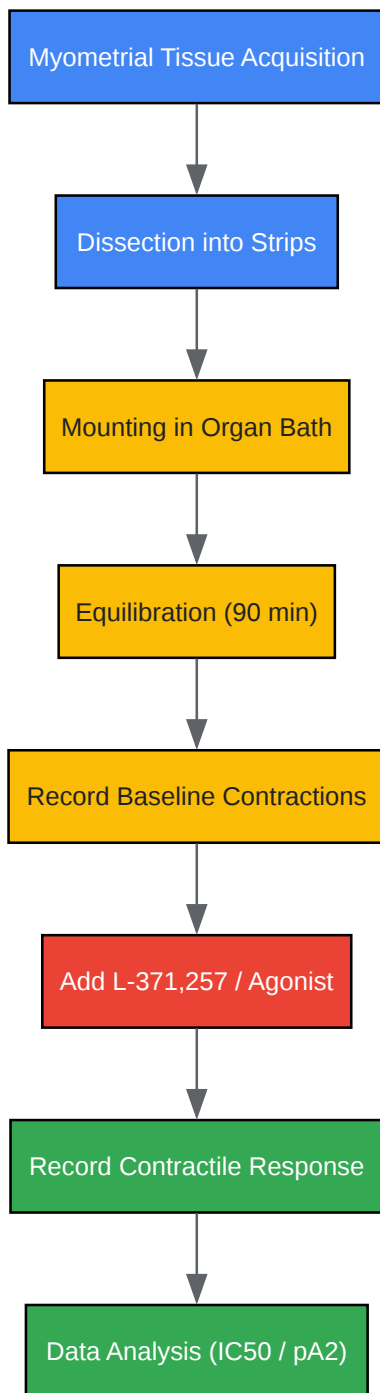 Myometrial Tissue Acquisition
Dissection into Strips
Mounting in Organ Bath
Equilibration (90 min)
Record Baseline Contractions
Add L-371,257 / Agonist
Record Contractile Response
Data Analysis (IC50 / pA2)